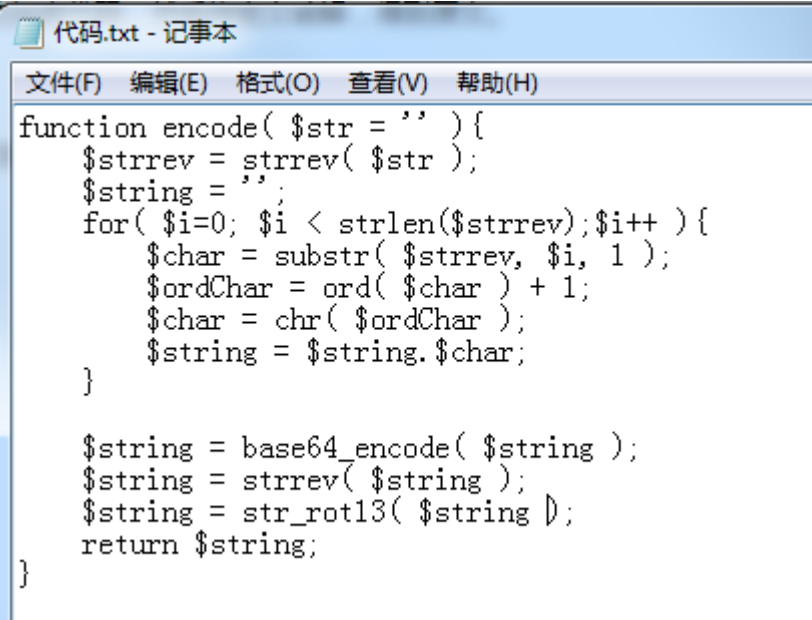 代码.txt - 记事本
文件(F) 编辑(E) 格式(O) 查看(V) 帮助(H)
function encode( $str = '' ){
    $strrev = strrev( $str );
    $string = '';
    for( $i=0; $i < strlen($strrev);$i++ ){
        $char = substr( $strrev, $i, 1 );
        $ordChar = ord( $char ) + 1;
        $char = chr( $ordChar );
        $string = $string.$char;
    }
    $string = base64_encode( $string );
    $string = strrev( $string );
    $string = str_rot13( $string );
    return $string;
}